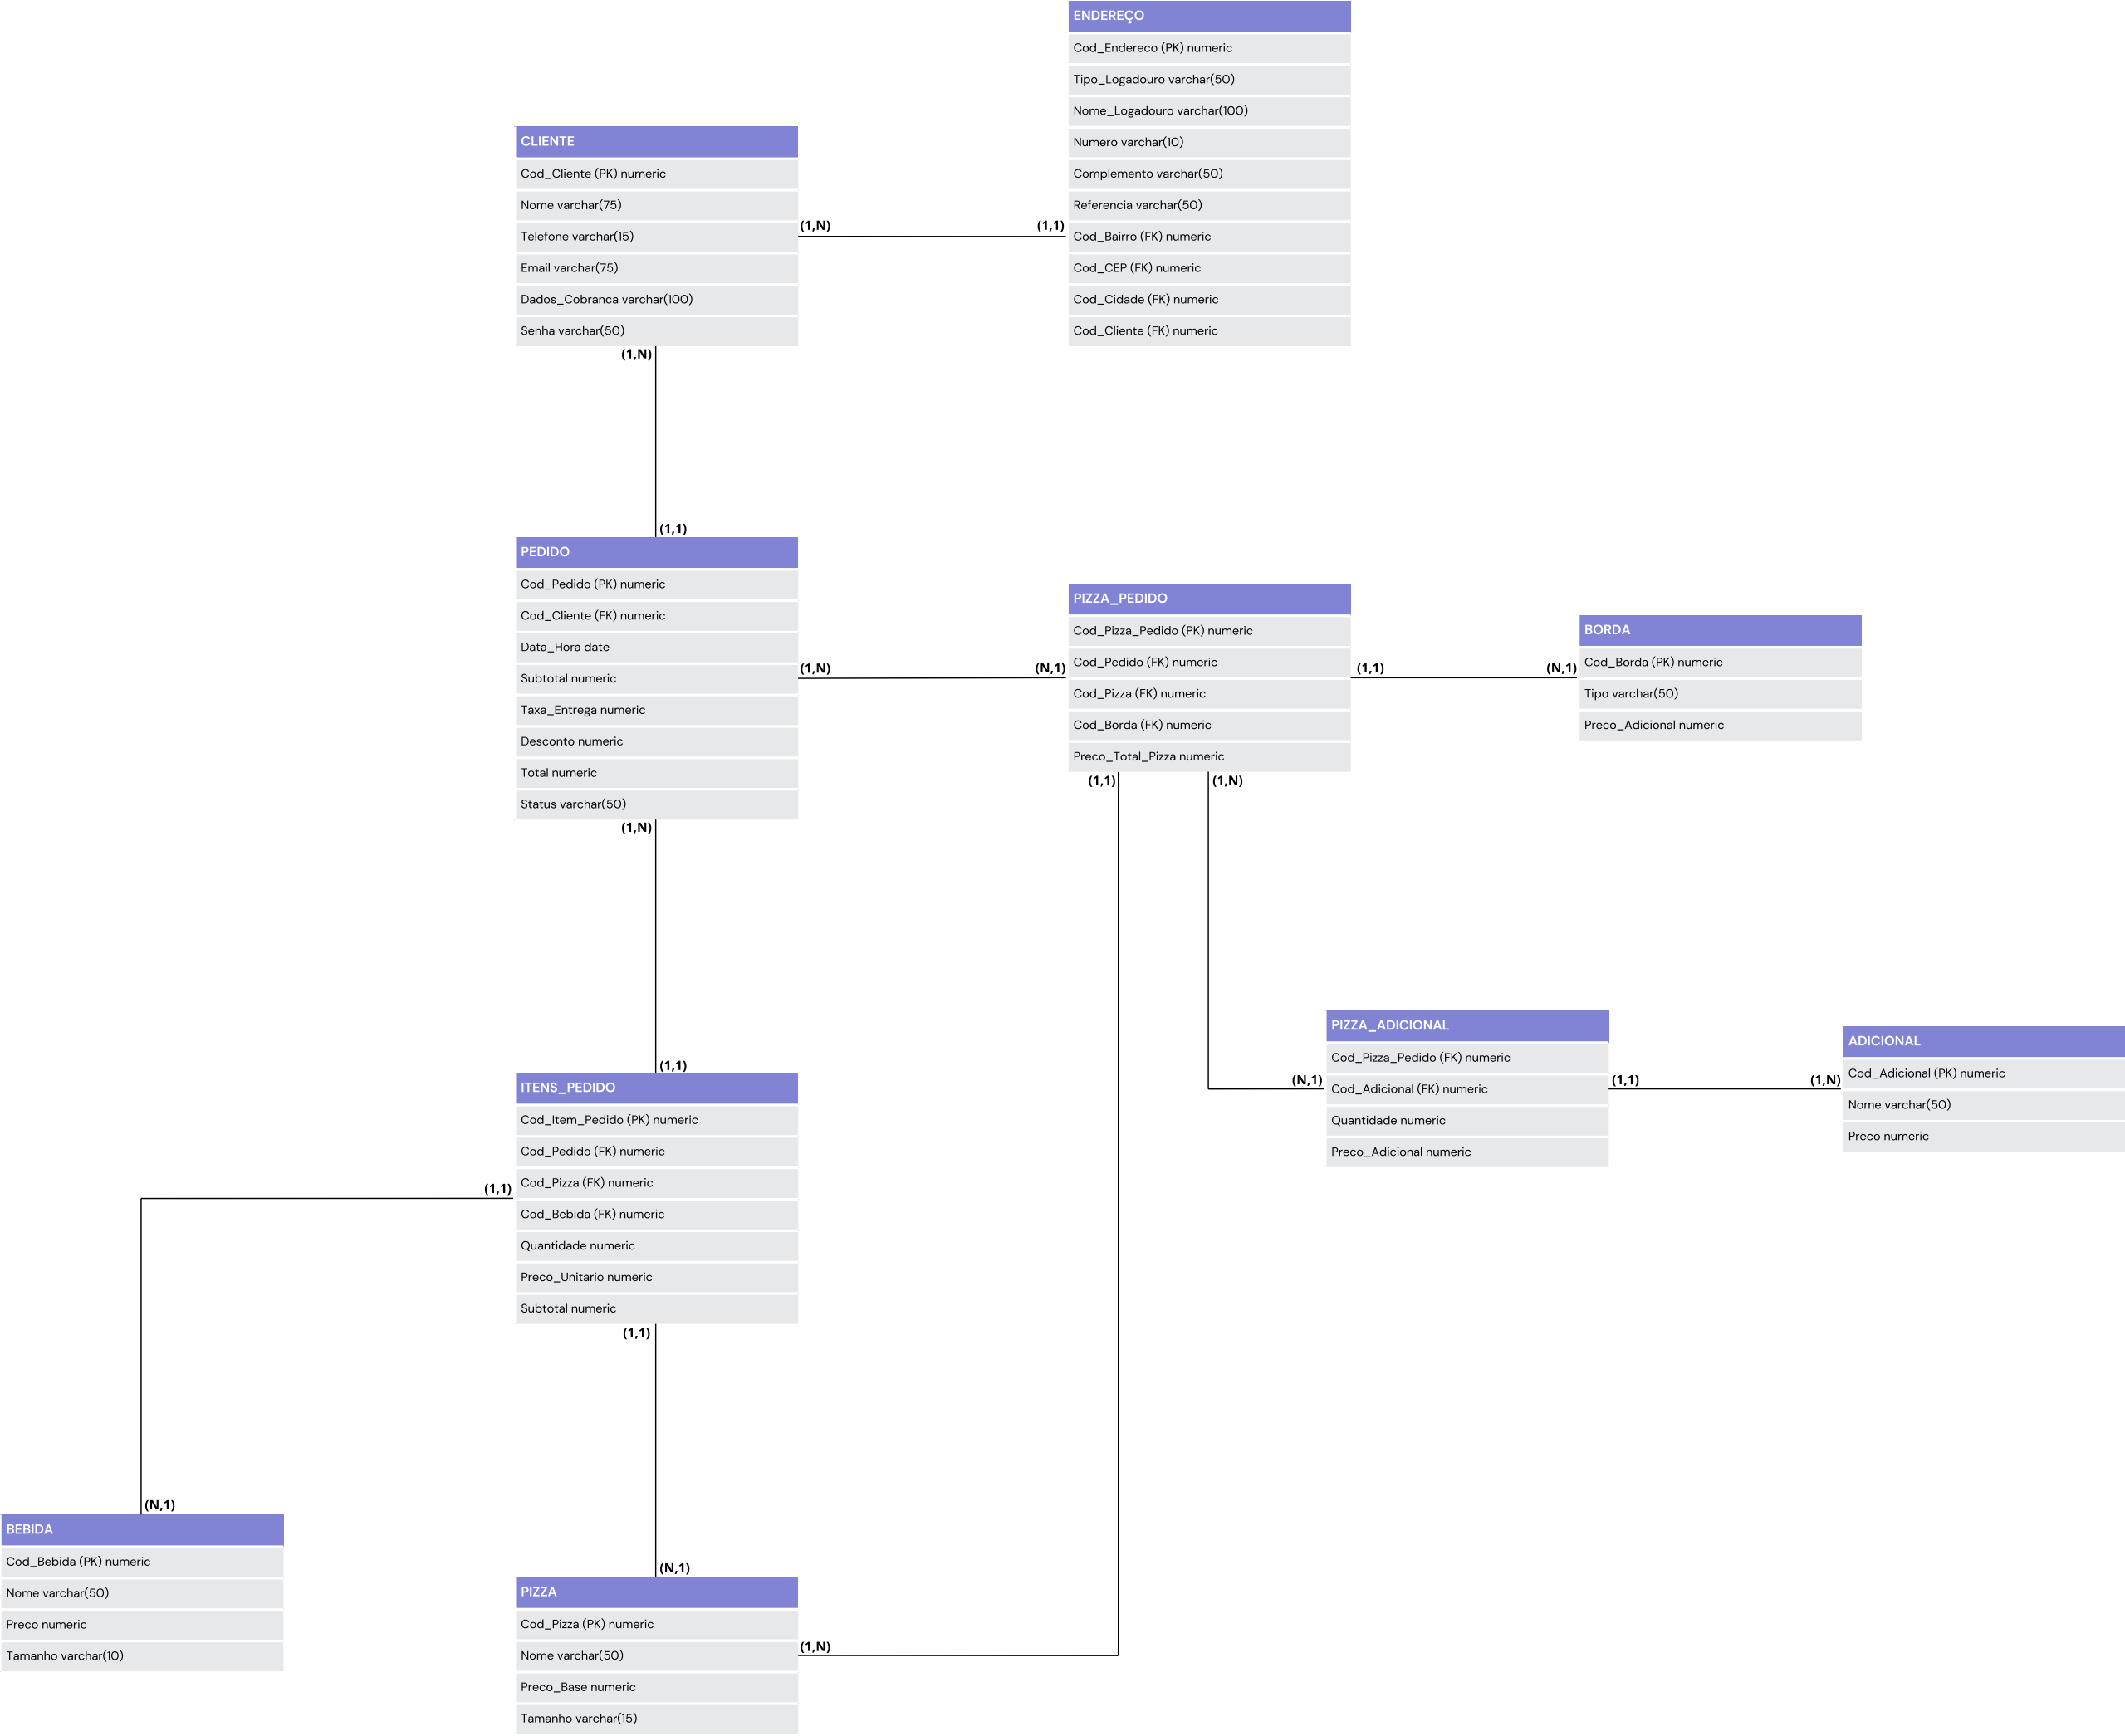 ENDEREÇO
Cod_Endereco (PK) numeric
Tipo_Logadouro varchar(50)
Nome_Logadouro varchar(100)
Numero varchar(10)
Complemento varchar(50)
Referencia varchar(50)
Cod_Bairro (FK) numeric
Cod_CEP (FK) numeric
Cod_Cidade (FK) numeric
Cod_Cliente (FK) numeric
CLIENTE
Cod_Cliente (PK) numeric
Nome varchar(75)
Telefone varchar(15)
Email varchar(75)
Dados_Cobranca varchar(100)
Senha varchar(50)
(1,N)
(1,1)
(1,N)
(1,1)
PEDIDO
Cod_Pedido (PK) numeric
Cod_Cliente (FK) numeric
Data_Hora date
Subtotal numeric
Taxa_Entrega numeric
Desconto numeric
Total numeric
Status varchar(50)
(1,N)
(N,1)
PIZZA_PEDIDO
Cod_Pizza_Pedido (PK) numeric
Cod_Pedido (FK) numeric
Cod_Pizza (FK) numeric
Cod_Borda (FK) numeric
Preco_Total_Pizza numeric
(1,1)
(N,1)
BORDA
Cod_Borda (PK) numeric
Tipo varchar(50)
Preco_Adicional numeric
(1,1)
(1,N)
(1,N)
(1,1)
PIZZA_ADICIONAL
Cod_Pizza_Pedido (FK) numeric
Cod_Adicional (FK) numeric
Quantidade numeric
Preco_Adicional numeric
(N,1)
(1,1)
(1,N)
ADICIONAL
Cod_Adicional (PK) numeric
Nome varchar(50)
Preco numeric
ITENS_PEDIDO
Cod_Item_Pedido (PK) numeric
Cod_Pedido (FK) numeric
Cod_Pizza (FK) numeric
Cod_Bebida (FK) numeric
Quantidade numeric
Preco_Unitario numeric
Subtotal numeric
(1,1)
(1,1)
(N,1)
(N,1)
BEBIDA
Cod_Bebida (PK) numeric
Nome varchar(50)
Preco numeric
Tamanho varchar(10)
PIZZA
Cod_Pizza (PK) numeric
Nome varchar(50)
Preco_Base numeric
Tamanho varchar(15)
(1,N)